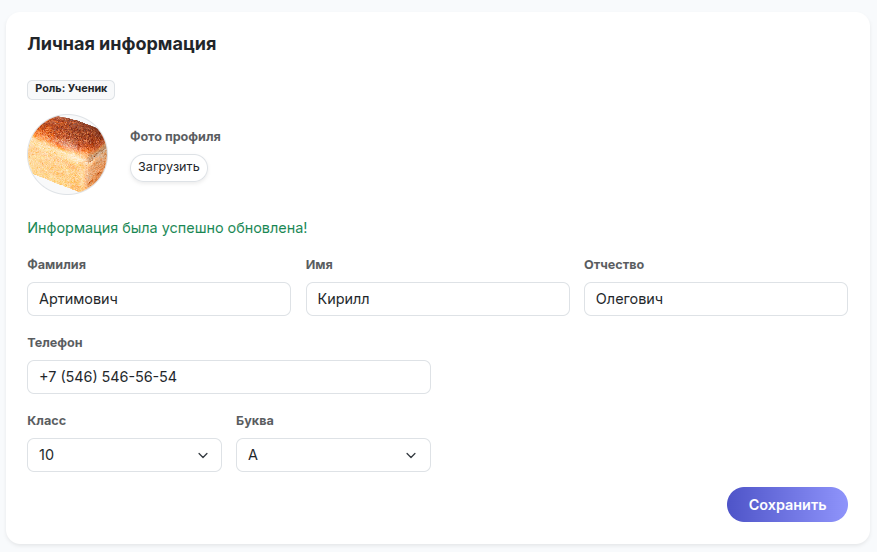 Личная информация
Роль: Ученик
Фото профиля
Загрузить
Информация была успешно обновлена!
Фамилия Имя Отчество
Артимович Кирилл Олегович
Телефон
+7 (546) 546-56-54
Класс Буква
10 А
Сохранить